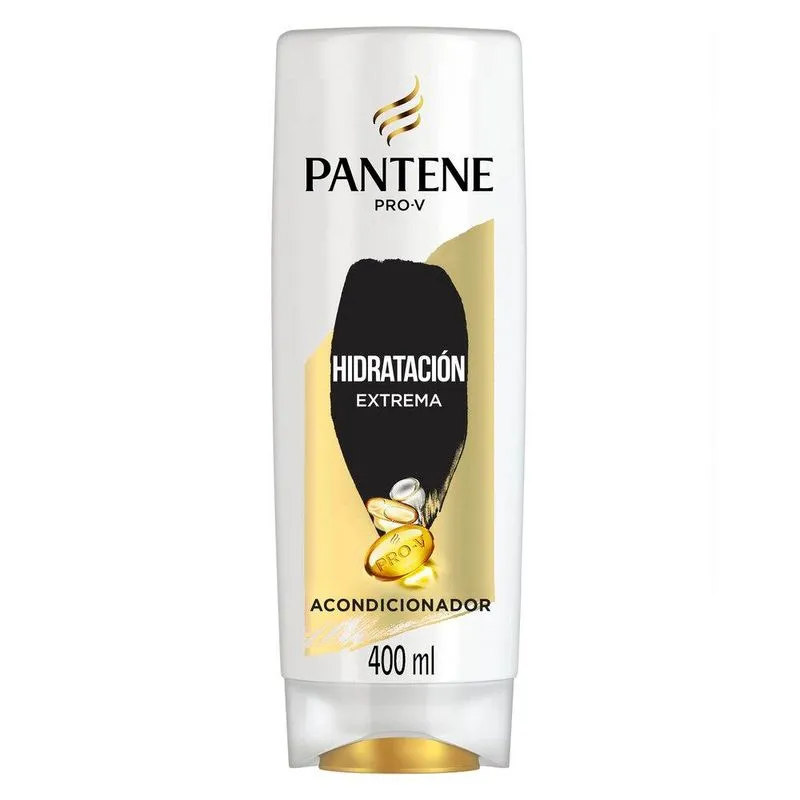 PANTENE
PRO-V
HIDRATACIÓN
EXTREMA
PRO-V
ACONDICIONADOR
400 ml